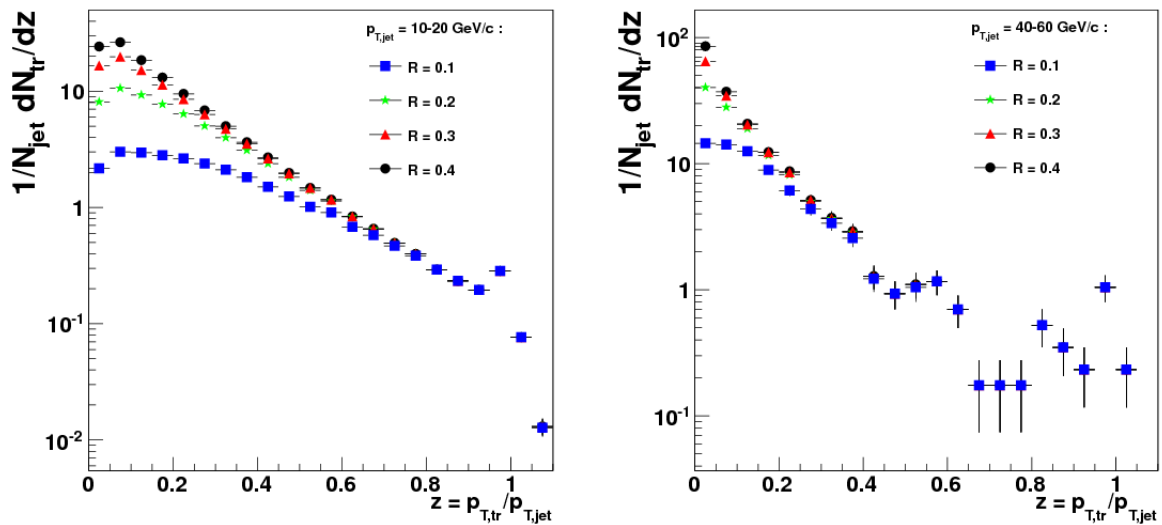 1/N_jet dN_tr/dz
p_T,jet = 10-20 GeV/c :
R = 0.1
R = 0.2
R = 0.3
R = 0.4
10
1
10^-1
10^-2
0 0.2 0.4 0.6 0.8 1
z = p_T,tr/p_T,jet
1/N_jet dN_tr/dz
p_T,jet = 40-60 GeV/c :
R = 0.1
R = 0.2
R = 0.3
R = 0.4
10^2
10
1
10^-1
0 0.2 0.4 0.6 0.8 1
z = p_T,tr/p_T,jet